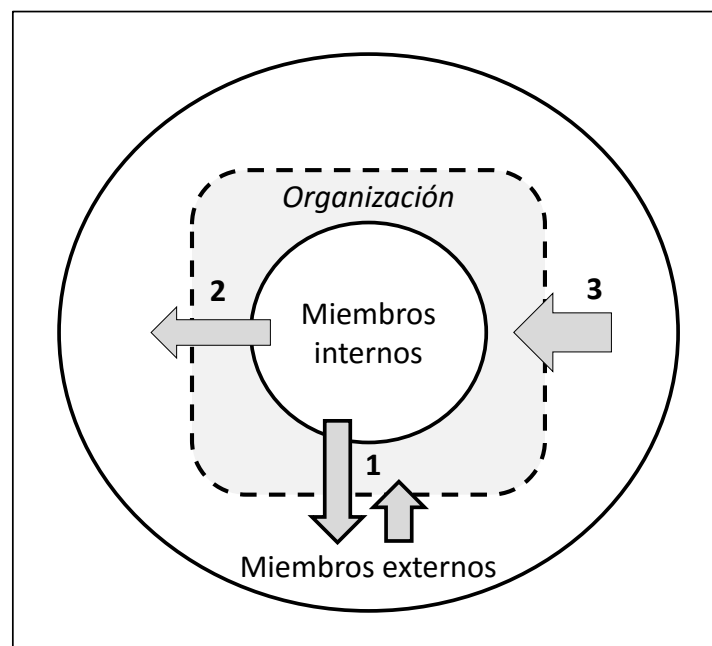 Organización
2
3
Miembros
internos
1
Miembros externos